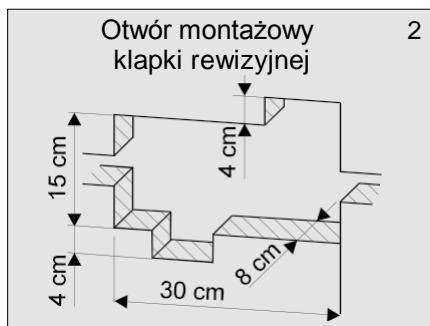 Otwór montażowy
klapki rewizyjnej
2
4 cm
15 cm
4 cm
30 cm
8 cm